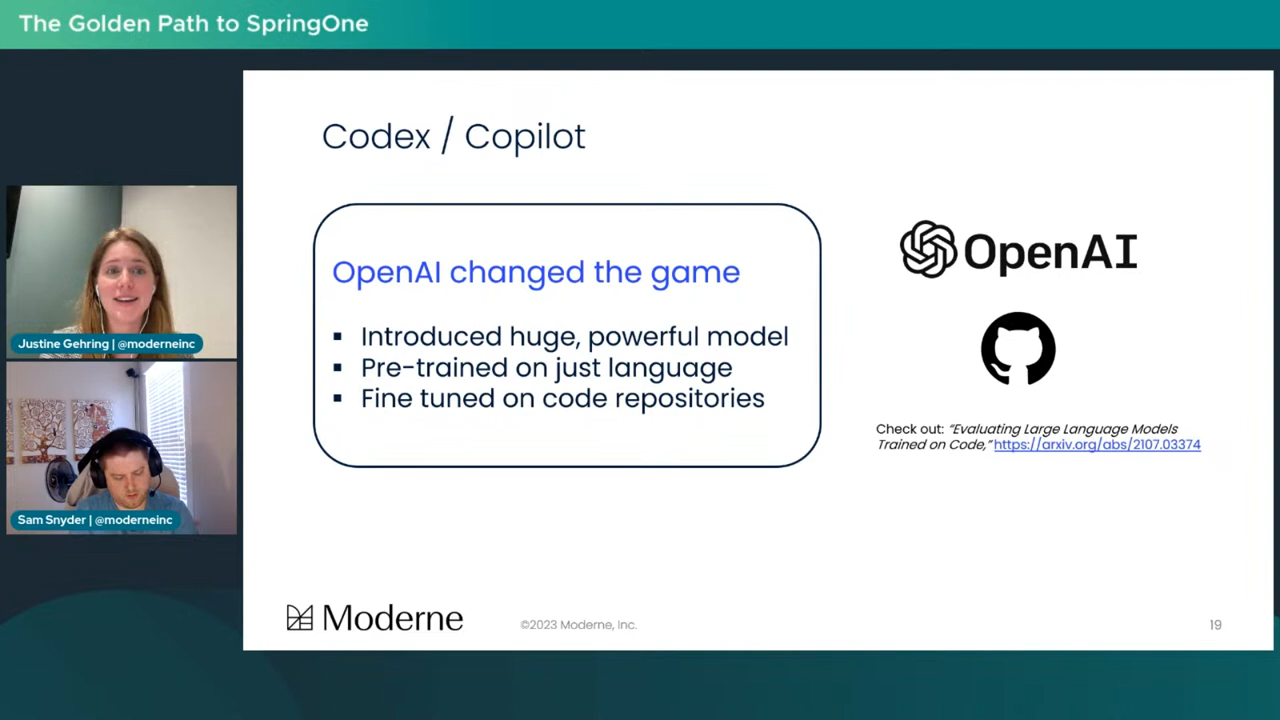 The Golden Path to SpringOne
Codex / Copilot
OpenAI changed the game
▪ Introduced huge, powerful model
▪ Pre-trained on just language
▪ Fine tuned on code repositories
OpenAI
Check out: “Evaluating Large Language Models
Trained on Code,” https://arxiv.org/abs/2107.03374
Justine Gehring | @moderneinc
Sam Snyder | @moderneinc
Moderne
©2023 Moderne, Inc.
19